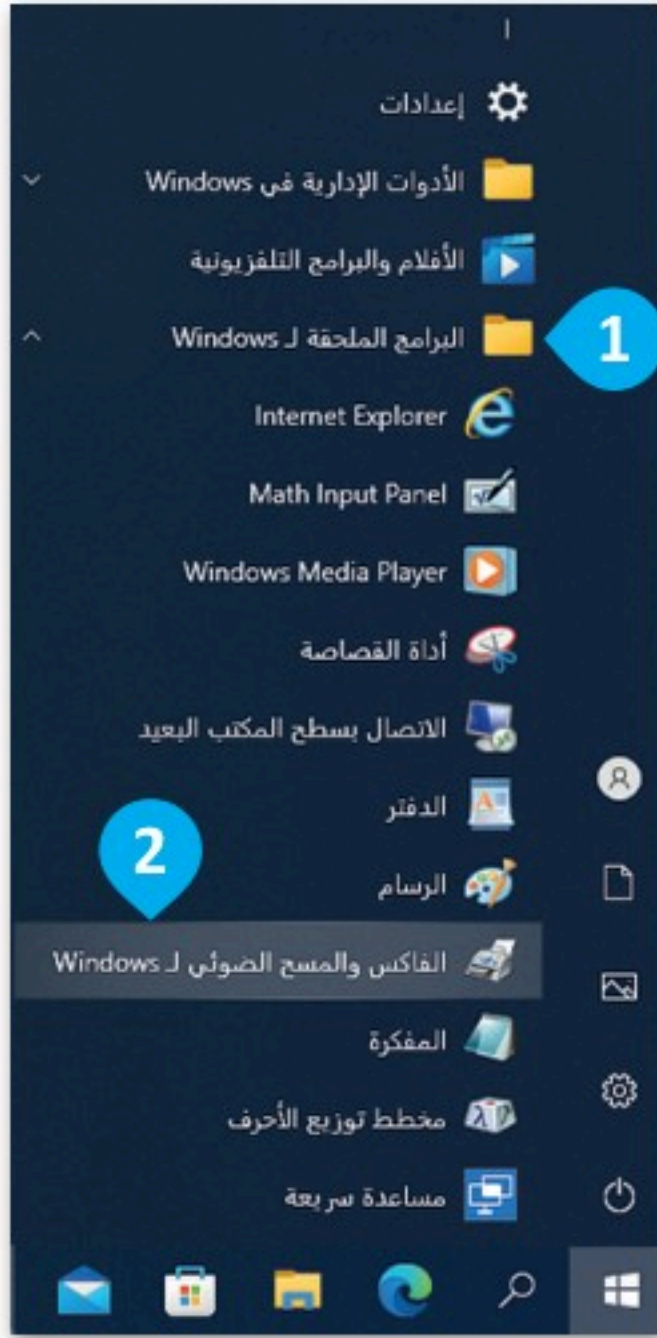 ا
إعدادات
الأدوات الإدارية في Windows
الأفلام والبرامج التلفزيونية
البرامج الملحقة لـ Windows
1
Internet Explorer
Math Input Panel
Windows Media Player
أداة القصاصة
الاتصال بسطح المكتب البعيد
الدفتر
2
الرسام
الفاكس والمسح الضوئي لـ Windows
المفكرة
مخطط توزيع الأحرف
مساعدة سريعة